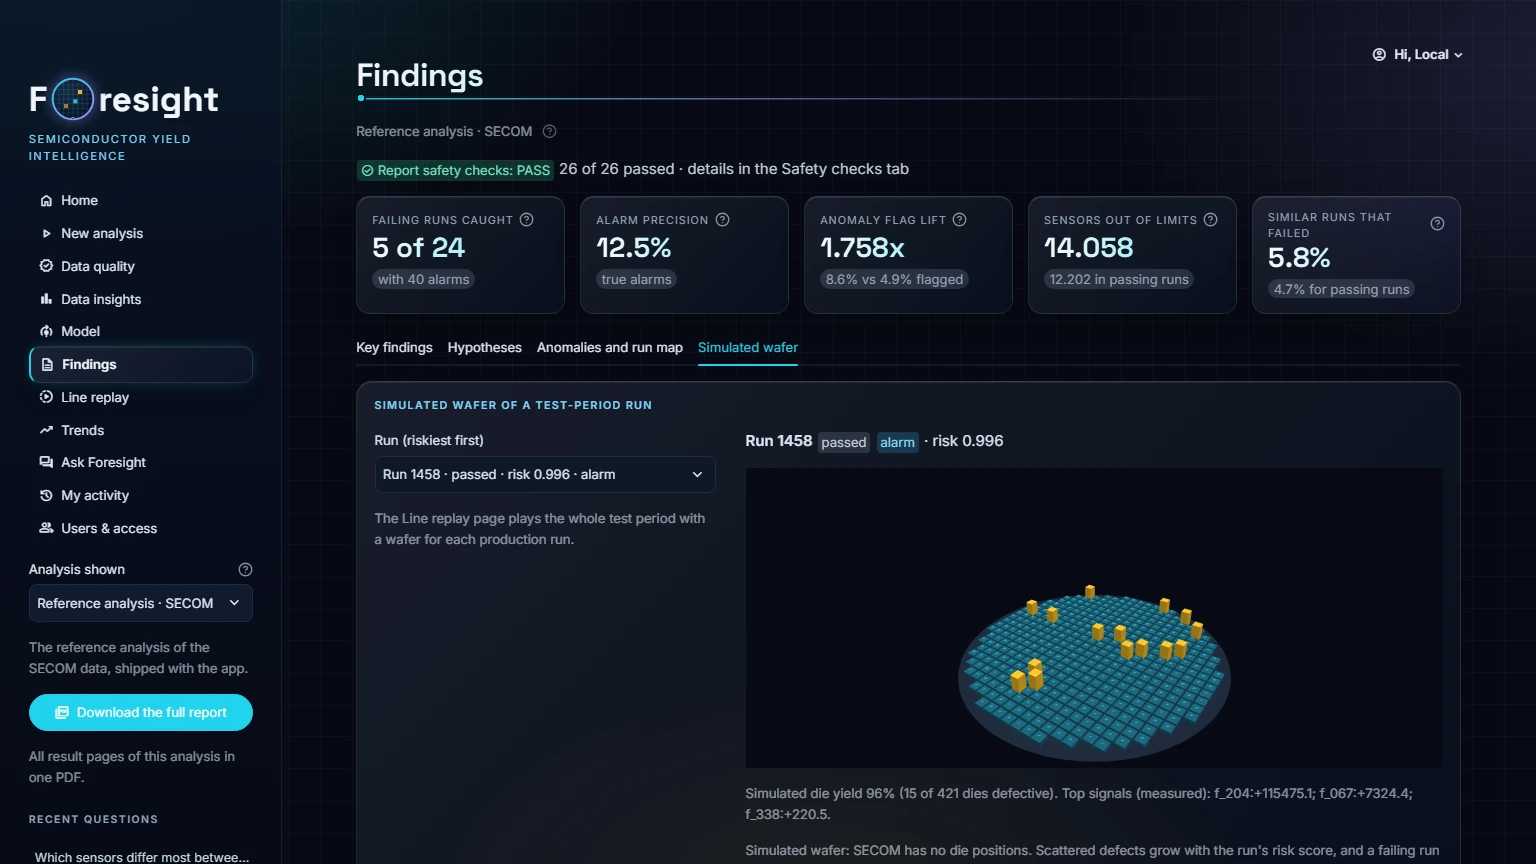 Foresight
SEMICONDUCTOR YIELD
INTELLIGENCE
Home
New analysis
Data quality
Data insights
Model
Findings
Line replay
Trends
Ask Foresight
My activity
Users & access
Analysis shown
Reference analysis · SECOM
The reference analysis of the
SECOM data, shipped with the app.
Download the full report
All result pages of this analysis in
one PDF.
RECENT QUESTIONS
Which sensors differ most betwee...
Hi, Local
Findings
Reference analysis · SECOM
Report safety checks: PASS 26 of 26 passed · details in the Safety checks tab
FAILING RUNS CAUGHT
5 of 24
with 40 alarms
ALARM PRECISION
12.5%
true alarms
ANOMALY FLAG LIFT
1.758x
8.6% vs 4.9% flagged
SENSORS OUT OF LIMITS
14.058
12.202 in passing runs
SIMILAR RUNS THAT
FAILED
5.8%
4.7% for passing runs
Key findings Hypotheses Anomalies and run map Simulated wafer
SIMULATED WAFER OF A TEST-PERIOD RUN
Run (riskiest first)
Run 1458 · passed · risk 0.996 · alarm
The Line replay page plays the whole test period with
a wafer for each production run.
Run 1458 passed alarm · risk 0.996
Simulated die yield 96% (15 of 421 dies defective). Top signals (measured): f_204:+115475.1; f_067:+7324.4;
f_338:+220.5.
Simulated wafer: SECOM has no die positions. Scattered defects grow with the run's risk score, and a failing run